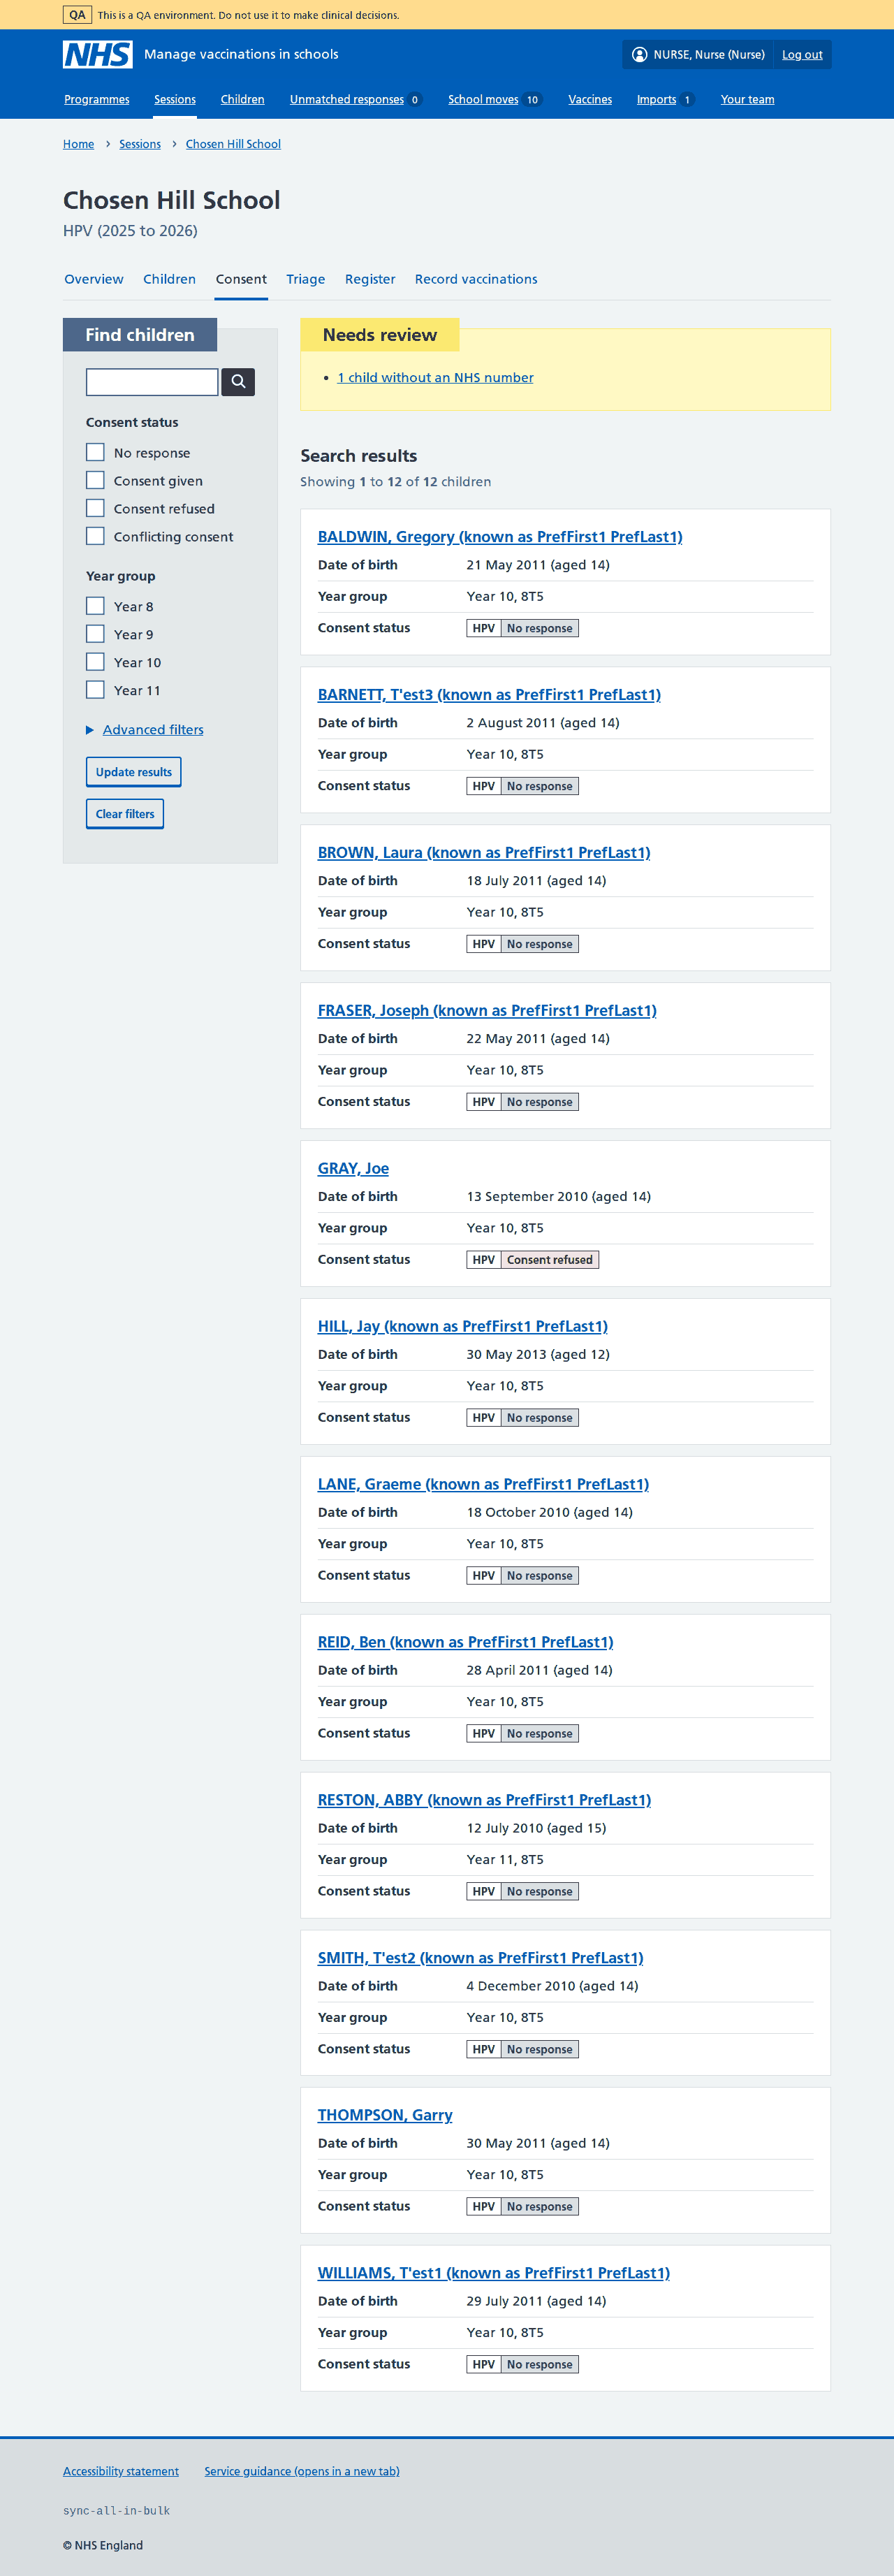 QA This is a QA environment. Do not use it to make clinical decisions.
NHS Manage vaccinations in schools NURSE, Nurse (Nurse) Log out
Programmes Sessions Children Unmatched responses 0 School moves 10 Vaccines Imports 1 Your team
Home Sessions Chosen Hill School
Chosen Hill School
HPV (2025 to 2026)
Overview Children Consent Triage Register Record vaccinations
Find children
Consent status
No response
Consent given
Consent refused
Conflicting consent
Year group
Year 8
Year 9
Year 10
Year 11
Advanced filters
Update results
Clear filters
Needs review
1 child without an NHS number
Search results
Showing 1 to 12 of 12 children
BALDWIN, Gregory (known as PrefFirst1 PrefLast1)
Date of birth 21 May 2011 (aged 14)
Year group Year 10, 8T5
Consent status HPV No response
BARNETT, T'est3 (known as PrefFirst1 PrefLast1)
Date of birth 2 August 2011 (aged 14)
Year group Year 10, 8T5
Consent status HPV No response
BROWN, Laura (known as PrefFirst1 PrefLast1)
Date of birth 18 July 2011 (aged 14)
Year group Year 10, 8T5
Consent status HPV No response
FRASER, Joseph (known as PrefFirst1 PrefLast1)
Date of birth 22 May 2011 (aged 14)
Year group Year 10, 8T5
Consent status HPV No response
GRAY, Joe
Date of birth 13 September 2010 (aged 14)
Year group Year 10, 8T5
Consent status HPV Consent refused
HILL, Jay (known as PrefFirst1 PrefLast1)
Date of birth 30 May 2013 (aged 12)
Year group Year 10, 8T5
Consent status HPV No response
LANE, Graeme (known as PrefFirst1 PrefLast1)
Date of birth 18 October 2010 (aged 14)
Year group Year 10, 8T5
Consent status HPV No response
REID, Ben (known as PrefFirst1 PrefLast1)
Date of birth 28 April 2011 (aged 14)
Year group Year 10, 8T5
Consent status HPV No response
RESTON, ABBY (known as PrefFirst1 PrefLast1)
Date of birth 12 July 2010 (aged 15)
Year group Year 11, 8T5
Consent status HPV No response
SMITH, T'est2 (known as PrefFirst1 PrefLast1)
Date of birth 4 December 2010 (aged 14)
Year group Year 10, 8T5
Consent status HPV No response
THOMPSON, Garry
Date of birth 30 May 2011 (aged 14)
Year group Year 10, 8T5
Consent status HPV No response
WILLIAMS, T'est1 (known as PrefFirst1 PrefLast1)
Date of birth 29 July 2011 (aged 14)
Year group Year 10, 8T5
Consent status HPV No response
Accessibility statement Service guidance (opens in a new tab)
sync-all-in-bulk
© NHS England